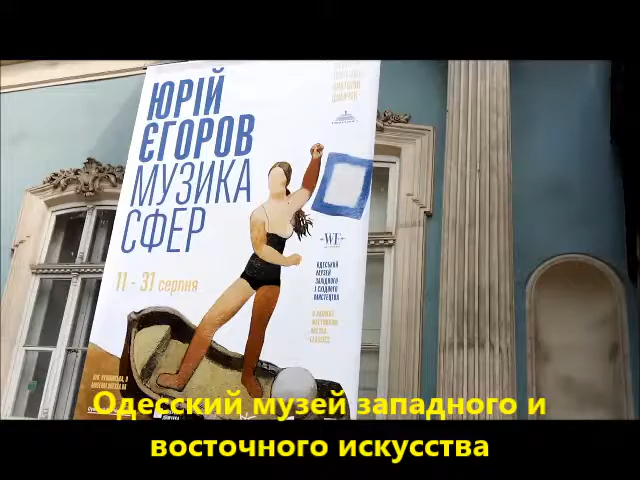 ЮРІЙ
ЄГОРОВ
МУЗИКА
СФЕР
11 - 31 серпня
ОДЕСЬКИЙ
МУЗЕЙ
ЗАХІДНОГО
І СХІДНОГО
МИСТЕЦТВА
Одесский музей западного и
восточного искусства